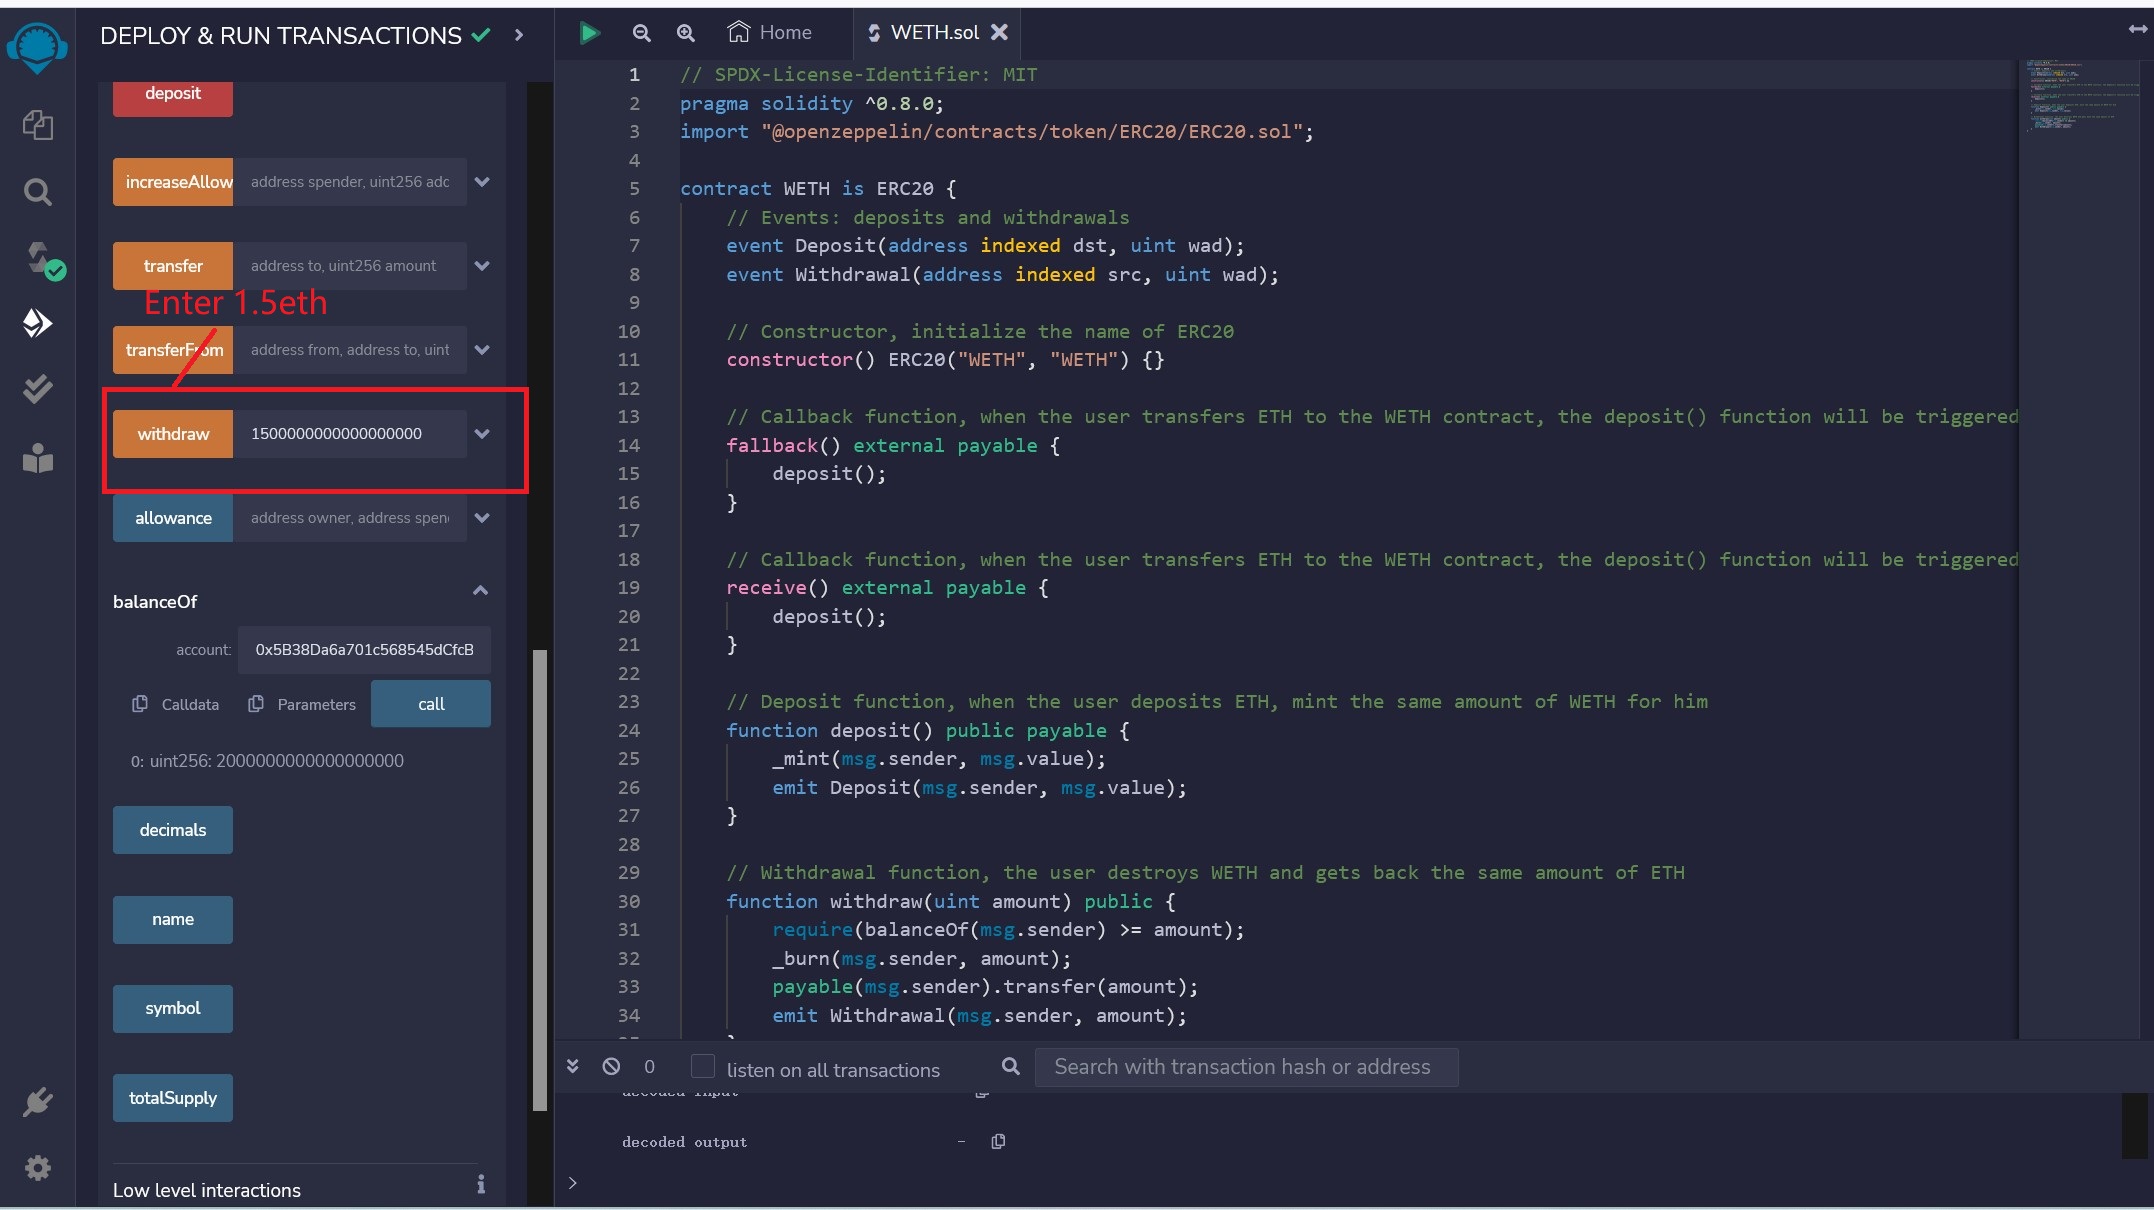 DEPLOY & RUN TRANSACTIONS
deposit
increaseAllow
address spender, uint256 adc
transfer
address to, uint256 amount
Enter 1.5eth
transferFrom
address from, address to, uint
withdraw
1500000000000000000
allowance
address owner, address spen
balanceOf
account:
0x5B38Da6a701c568545dCfcB
Calldata
Parameters
call
0: uint256: 2000000000000000000
decimals
name
symbol
totalSupply
Low level interactions
i
Home
WETH.sol
1 // SPDX-License-Identifier: MIT
2 pragma solidity ^0.8.0;
3 import "@openzeppelin/contracts/token/ERC20/ERC20.sol";
4
5 contract WETH is ERC20 {
6 // Events: deposits and withdrawals
7 event Deposit(address indexed dst, uint wad);
8 event Withdrawal(address indexed src, uint wad);
9
10 // Constructor, initialize the name of ERC20
11 constructor() ERC20("WETH", "WETH") {}
12
13 // Callback function, when the user transfers ETH to the WETH contract, the deposit() function will be triggered
14 fallback() external payable {
15 deposit();
16 }
17
18 // Callback function, when the user transfers ETH to the WETH contract, the deposit() function will be triggered
19 receive() external payable {
20 deposit();
21 }
22
23 // Deposit function, when the user deposits ETH, mint the same amount of WETH for him
24 function deposit() public payable {
25 _mint(msg.sender, msg.value);
26 emit Deposit(msg.sender, msg.value);
27 }
28
29 // Withdrawal function, the user destroys WETH and gets back the same amount of ETH
30 function withdraw(uint amount) public {
31 require(balanceOf(msg.sender) >= amount);
32 _burn(msg.sender, amount);
33 payable(msg.sender).transfer(amount);
34 emit Withdrawal(msg.sender, amount);
35 }
0
listen on all transactions
Search with transaction hash or address
decoded input
decoded output -
>